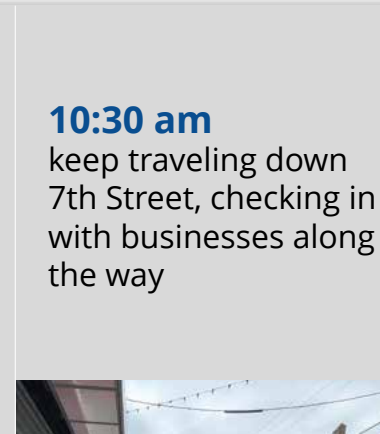 10:30 am
keep traveling down
7th Street, checking in
with businesses along
the way